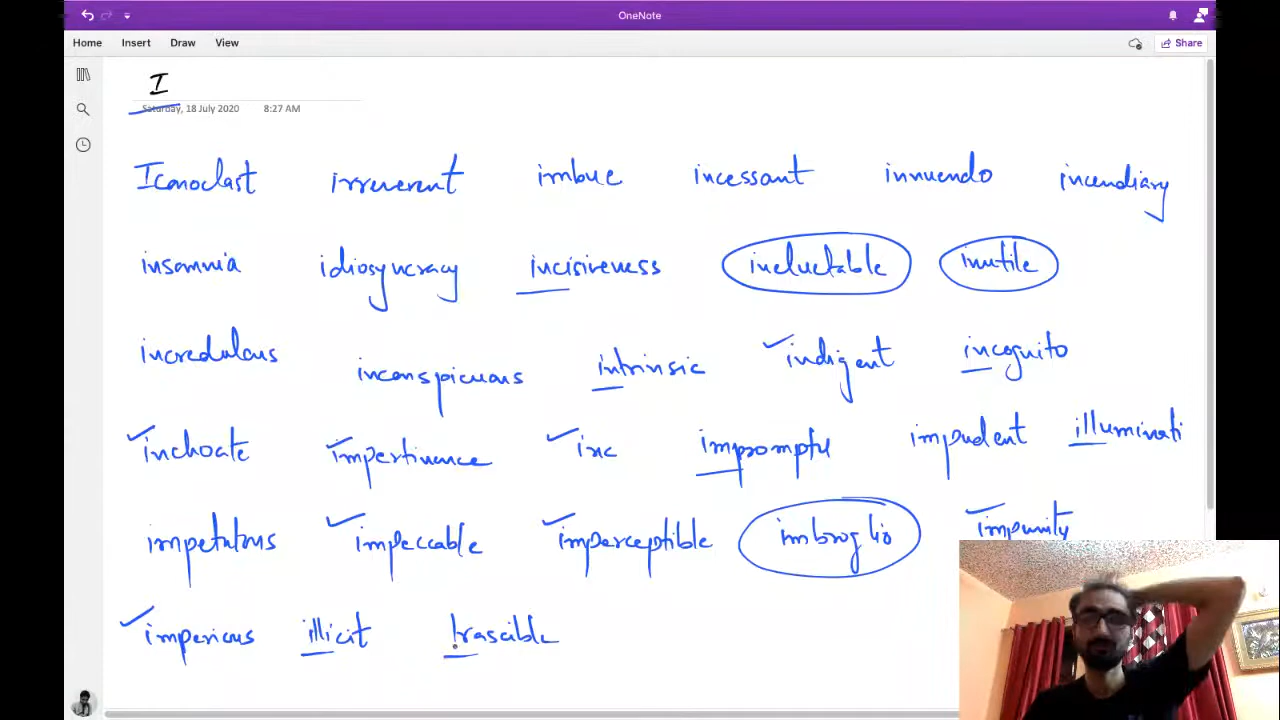 OneNote
Home Insert Draw View Share
I
Saturday, 18 July 2020 8:27 AM
Iconoclast irreverent imbue incessant innuendo incendiary
insomnia idiosyncracy incisiveness ineluctable inutile
incredulous inconspicuous intrinsic indigent incognito
inchoate impertinence impromptu impudent illuminati
impetuous impeccable imperceptible imbroglio impunity
imperious illicit Irascible